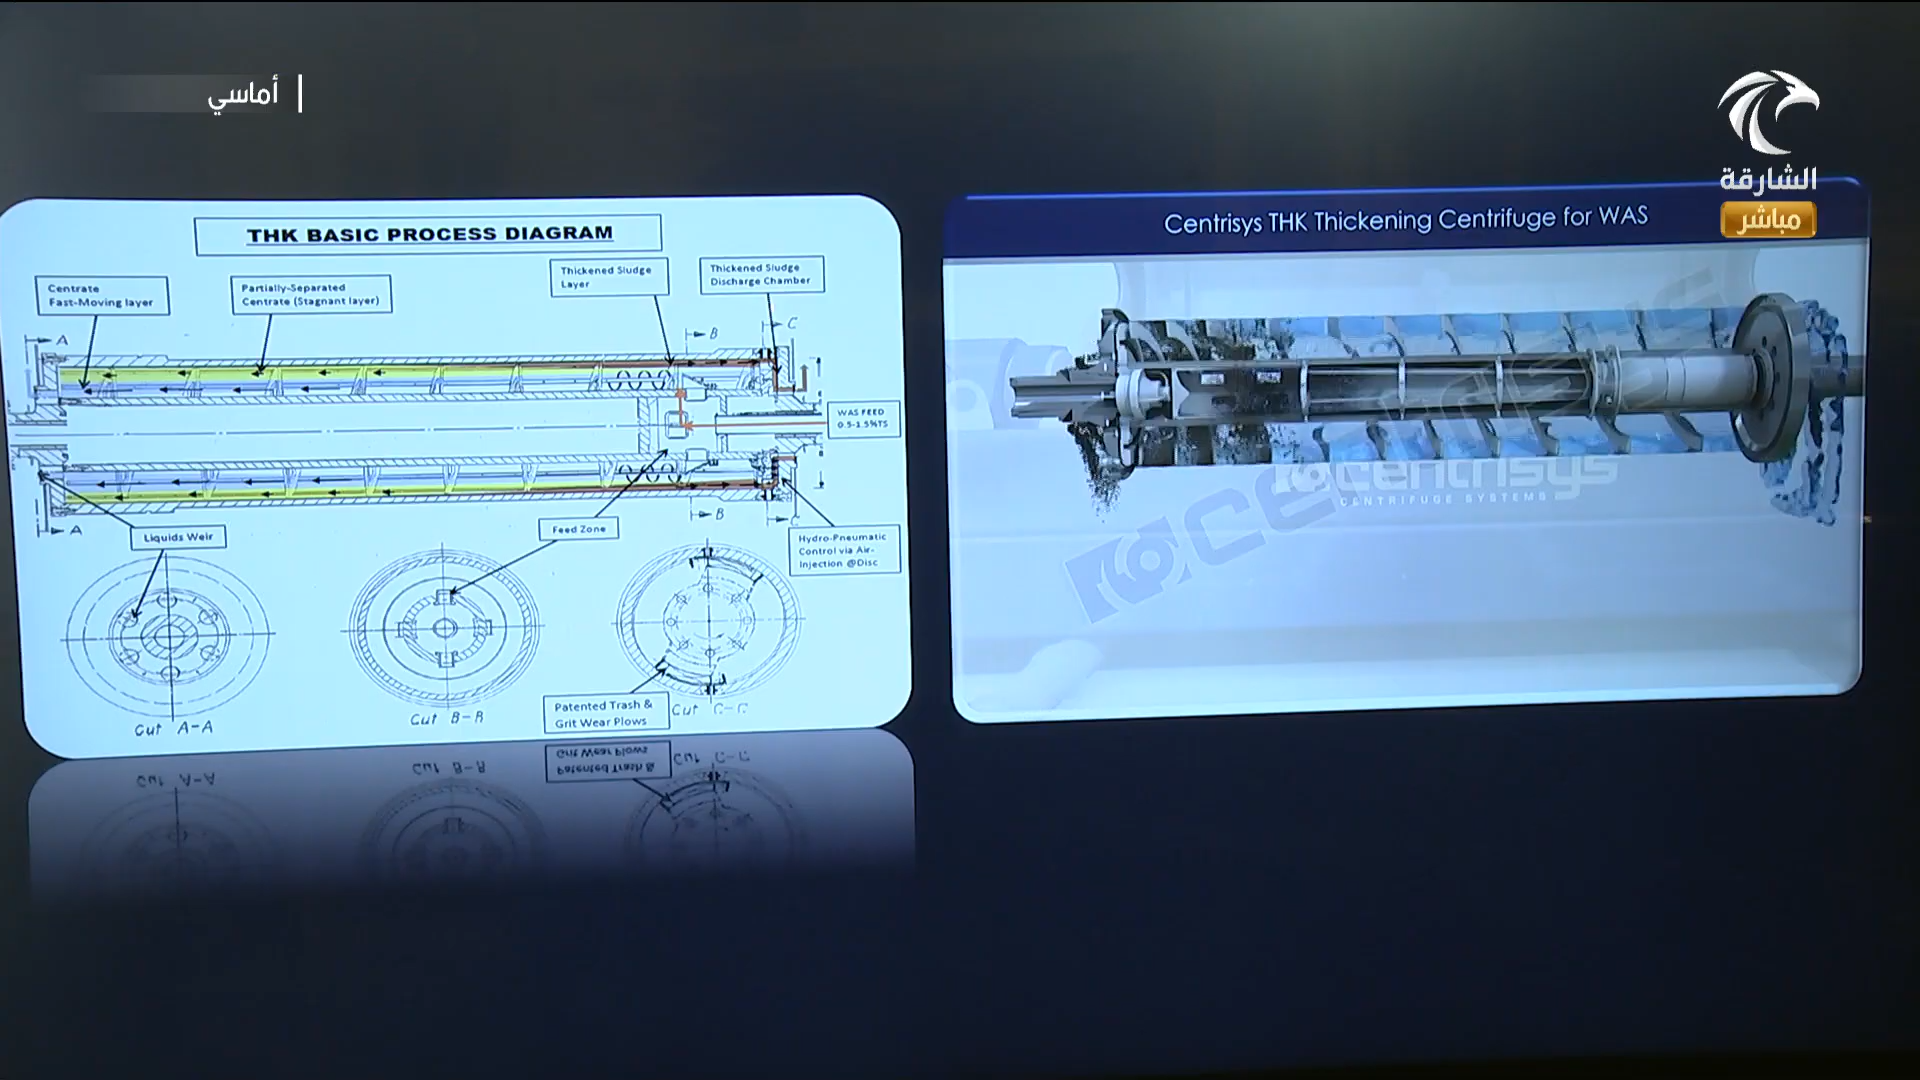 أماسي
الشارقة
مباشر
THK BASIC PROCESS DIAGRAM
Centrate
Fast-Moving layer
Partially-Separated
Centrate (Stagnant layer)
Thickened Sludge
Layer
Thickened Sludge
Discharge Chamber
A
B
C
WAS FEED
0.5-1.5%TS
A
B
C
Liquids Weir
Feed Zone
Hydro-Pneumatic
Control via Air-
Injection @Disc
Patented Trash &
Grit Wear Plows
Cut A-A
Cut B-B
Cut C-C
Centrisys THK Thickening Centrifuge for WAS
centrisys
CENTRIFUGE SYSTEMS